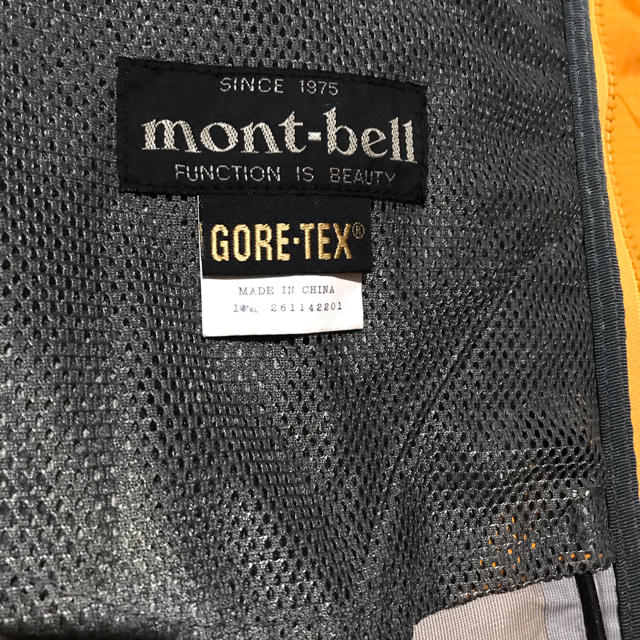 SINCE 1975
mont-bell
FUNCTION IS BEAUTY
GORE-TEX®
MADE IN CHINA
261142201